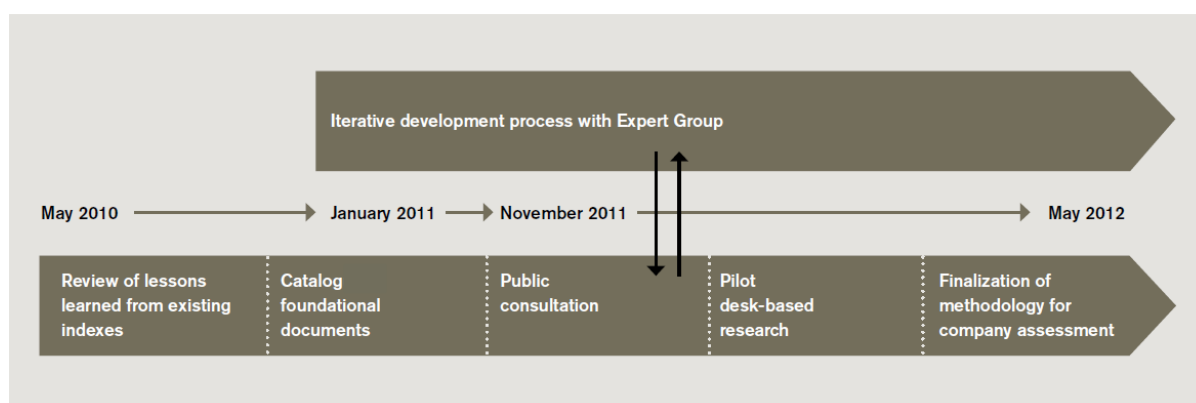 Iterative development process with Expert Group
May 2010
January 2011
November 2011
May 2012
Review of lessons
learned from existing
indexes
Catalog
foundational
documents
Public
consultation
Pilot
desk-based
research
Finalization of
methodology for
company assessment